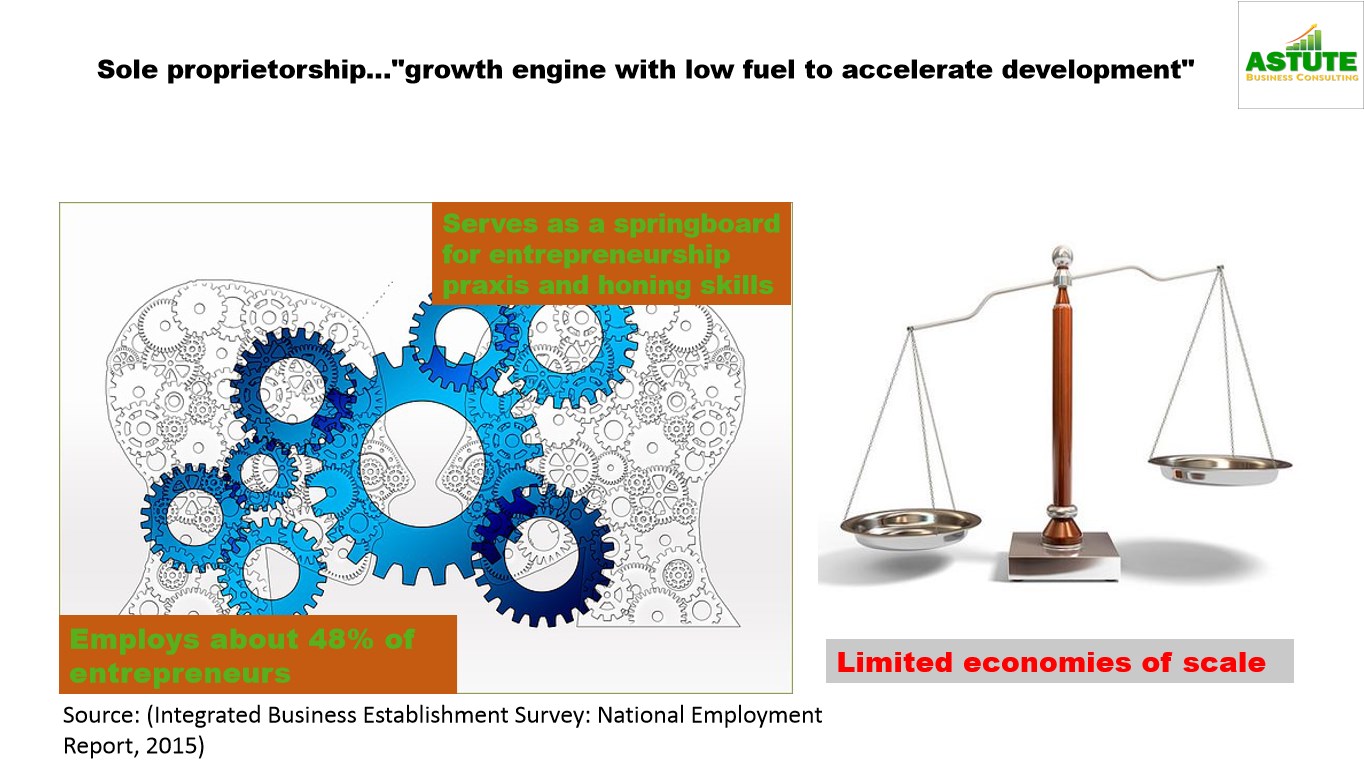 Sole proprietorship..."growth engine with low fuel to accelerate development"
ASTUTE
BUSINESS CONSULTING
Serves as a springboard
for entrepreneurship
praxis and honing skills
Employs about 48% of
entrepreneurs
Limited economies of scale
Source: (Integrated Business Establishment Survey: National Employment
Report, 2015)